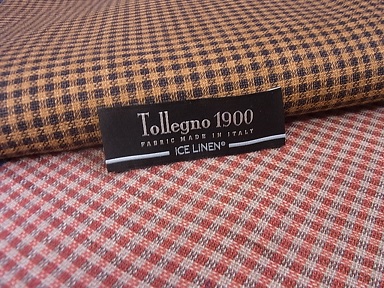 Tollegno 1900
FABRIC MADE IN ITALY
ICE LINEN®